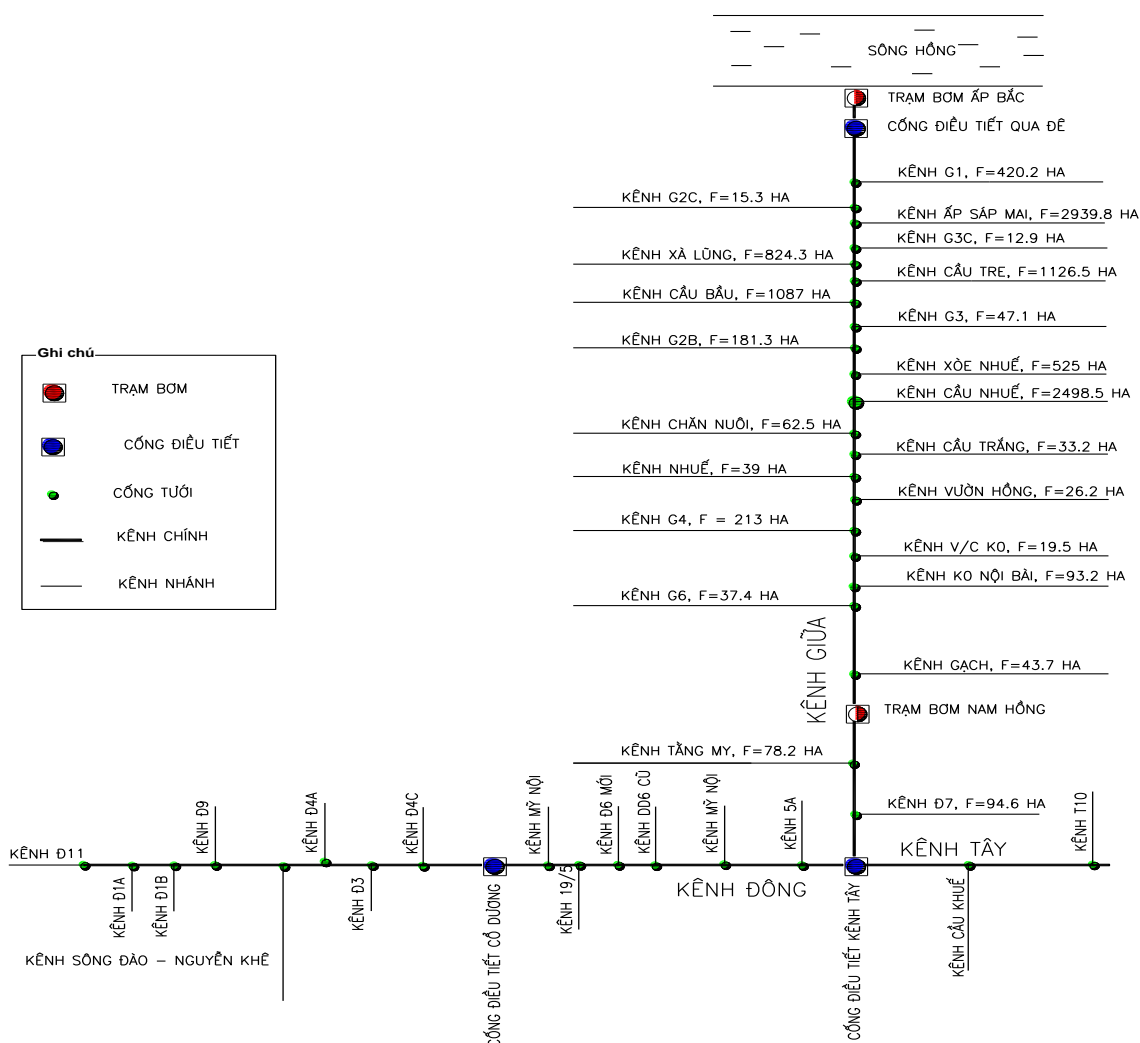 SÔNG HỒNG
TRẠM BƠM ẤP BẮC
CỐNG ĐIỀU TIẾT QUA ĐÊ
KÊNH G1, F=420.2 HA
KÊNH G2C, F=15.3 HA
KÊNH ẤP SÁP MAI, F=2939.8 HA
KÊNH G3C, F=12.9 HA
KÊNH XÀ LŨNG, F=824.3 HA
KÊNH CẦU TRE, F=1126.5 HA
KÊNH CẦU BẦU, F=1087 HA
KÊNH G3, F=47.1 HA
KÊNH G2B, F=181.3 HA
KÊNH XÒE NHUẾ, F=525 HA
KÊNH CẦU NHUẾ, F=2498.5 HA
KÊNH CHĂN NUÔI, F=62.5 HA
KÊNH CẦU TRẮNG, F=33.2 HA
KÊNH NHUẾ, F=39 HA
KÊNH VƯỜN HỒNG, F=26.2 HA
KÊNH G4, F = 213 HA
KÊNH V/C K0, F=19.5 HA
KÊNH K0 NỘI BÀI, F=93.2 HA
KÊNH G6, F=37.4 HA
KÊNH GIỮA
KÊNH GẠCH, F=43.7 HA
TRẠM BƠM NAM HỒNG
KÊNH TẰNG MY, F=78.2 HA
KÊNH Đ7, F=94.6 HA
Ghi chú
TRẠM BƠM
CỐNG ĐIỀU TIẾT
CỐNG TƯỚI
KÊNH CHÍNH
KÊNH NHÁNH
KÊNH Đ11
KÊNH Đ1A
KÊNH Đ1B
KÊNH Đ9
KÊNH SÔNG ĐÀO – NGUYÊN KHÊ
KÊNH Đ4A
KÊNH Đ3
KÊNH Đ4C
CỐNG ĐIỀU TIẾT CỔ DƯƠNG
KÊNH MỸ NỘI
KÊNH 19/5
KÊNH Đ6 MỚI
KÊNH DD6 CŨ
KÊNH MỸ NỘI
KÊNH 5A
KÊNH ĐÔNG
CỐNG ĐIỀU TIẾT KÊNH TÂY
KÊNH TÂY
KÊNH CẦU KHUẾ
KÊNH T10